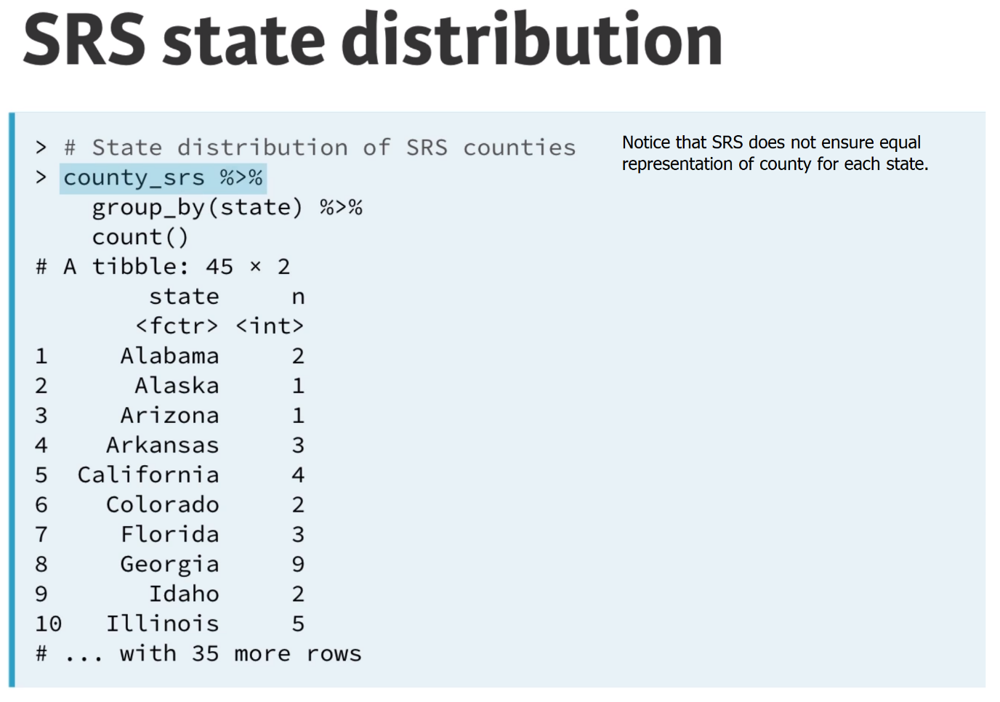 SRS state distribution
> # State distribution of SRS counties
> county_srs %>%
group_by(state) %>%
count()
# A tibble: 45 × 2
state n
<fctr> <int>
1 Alabama 2
2 Alaska 1
3 Arizona 1
4 Arkansas 3
5 California 4
6 Colorado 2
7 Florida 3
8 Georgia 9
9 Idaho 2
10 Illinois 5
# ... with 35 more rows
Notice that SRS does not ensure equal
representation of county for each state.